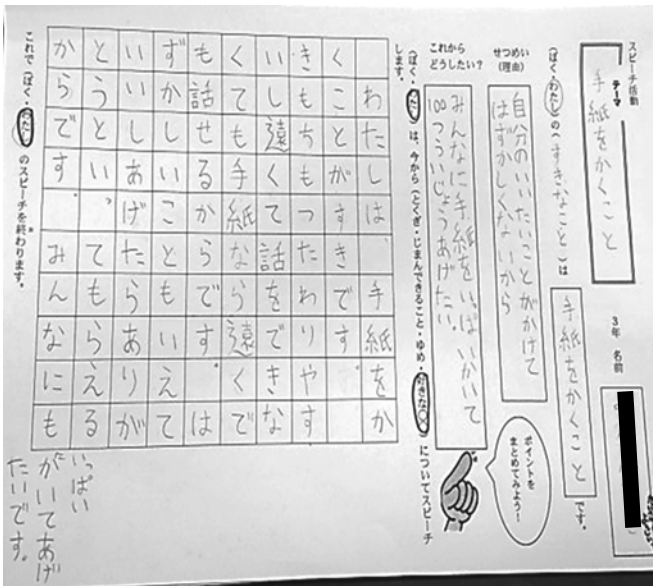 スピーチ活動
テーマ
手紙をかくこと
3年 名前
(ぼく・わたし)の(すきなこと)は
手紙をかくこと
です。
せつめい
(理由)
自分のいいたいことがかけて
はずかしくないから
これから
どうしたい?
みんなに手紙をいっぱいかいて
100つういじょうあげたい。
ポイントを
まとめてみよう!
(ぼく・わたし)は、今から(とくぎ・じまんできること・ゆめ・好きな○○)についてスピーチ
します。
わたしは 手紙をか
くことがすきです。
きもちもつたわりやす
いし遠くて話をできな
くても手紙なら遠くで
も話せるからです。は
ずかしいこともいえて
いいしあげたらありが
とうといってもらえる
からです。みんなにも
いっぱい
がいてあげ
たいです。
これで(ぼく・わたし)のスピーチを終わります。